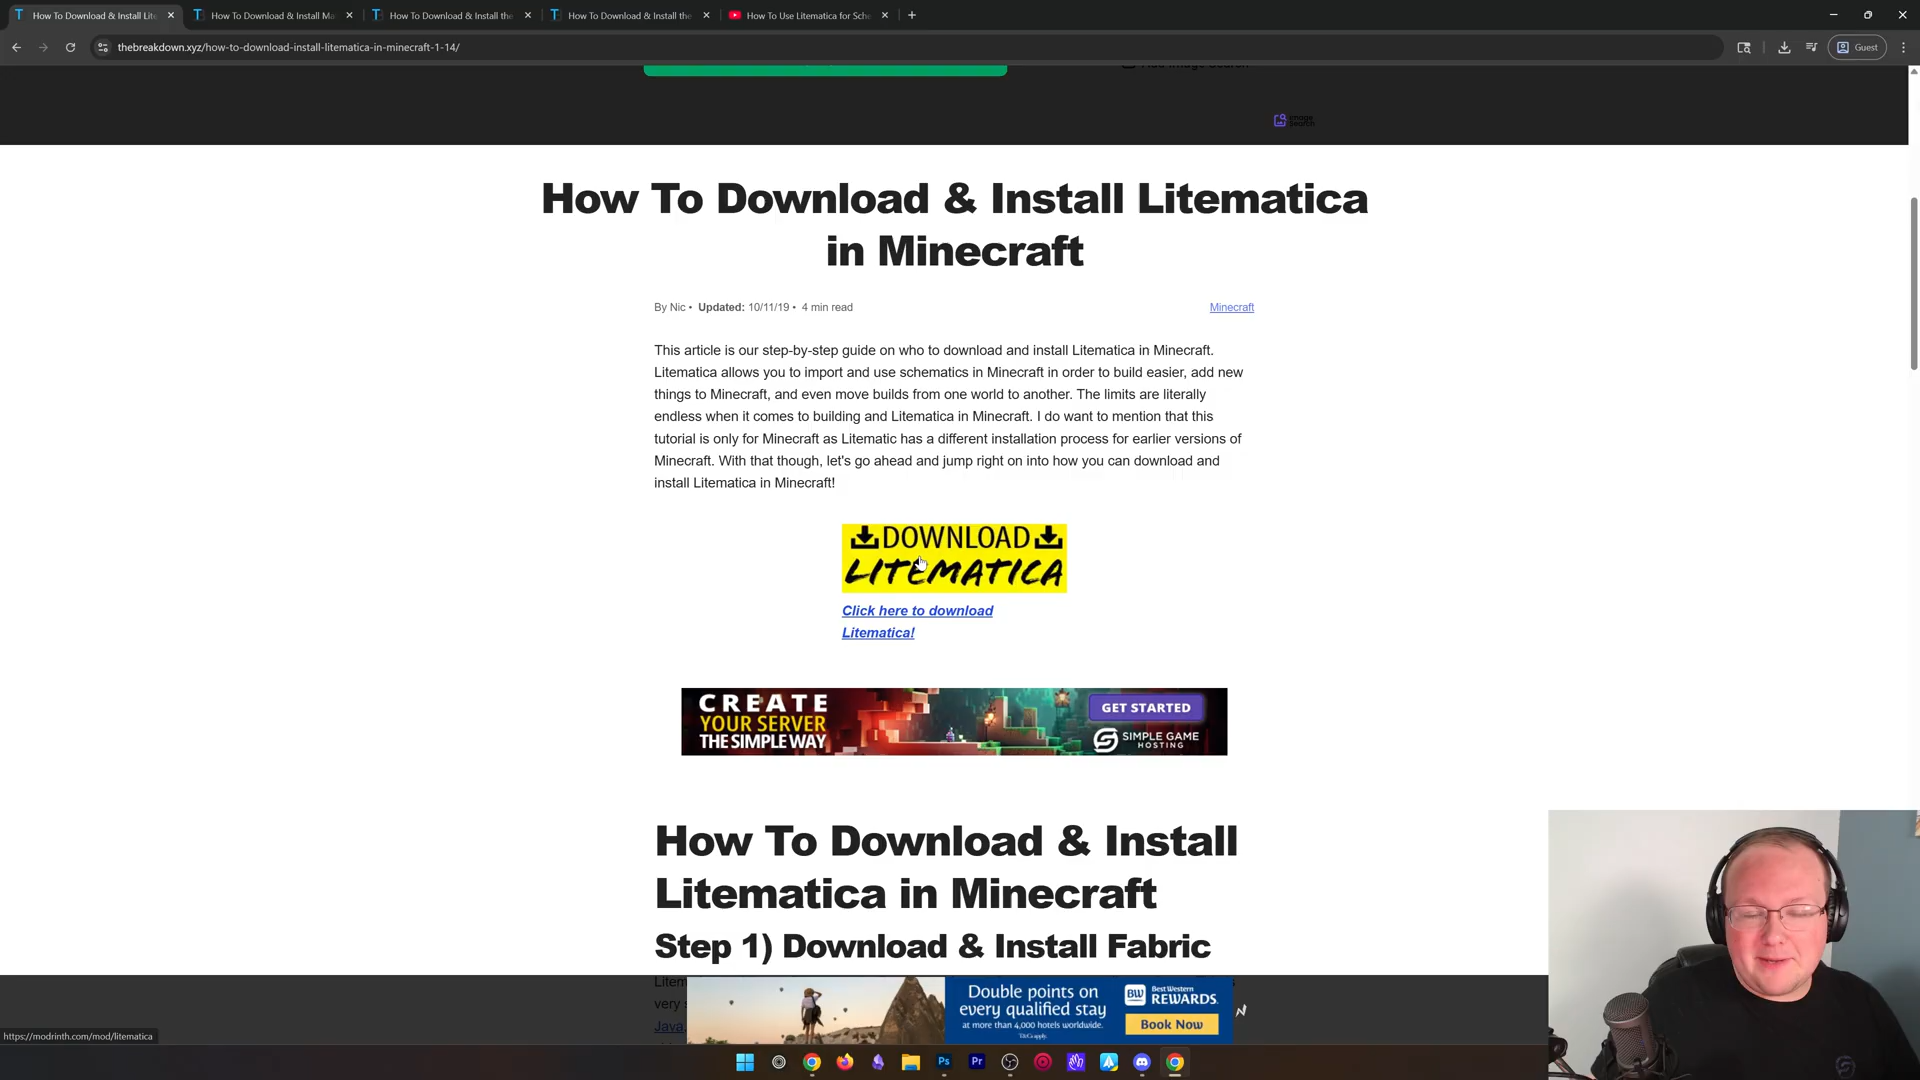 How To Download & Install Lite
How To Download & Install Ma
How To Download & Install the
How To Download & Install the
How To Use Litematica for Sche
thebreakdown.xyz/how-to-download-install-litematica-in-minecraft-1-14/
Guest
Image
Search
How To Download & Install Litematica
in Minecraft
By Nic • Updated: 10/11/19 • 4 min read
Minecraft
This article is our step-by-step guide on who to download and install Litematica in Minecraft.
Litematica allows you to import and use schematics in Minecraft in order to build easier, add new
things to Minecraft, and even move builds from one world to another. The limits are literally
endless when it comes to building and Litematica in Minecraft. I do want to mention that this
tutorial is only for Minecraft as Litematic has a different installation process for earlier versions of
Minecraft. With that though, let's go ahead and jump right on into how you can download and
install Litematica in Minecraft!
DOWNLOAD
LITEMATICA
Click here to download
Litematica!
CREATE
YOUR SERVER
THE SIMPLE WAY
GET STARTED
SIMPLE GAME
HOSTING
How To Download & Install
Litematica in Minecraft
Step 1) Download & Install Fabric
Litem
very s
Java
Double points on
every qualified stay
at more than 4,000 hotels worldwide.
T&Cs apply.
BW
Best Western
REWARDS.
Book Now
https://modrinth.com/mod/litematica
Ps
Pr